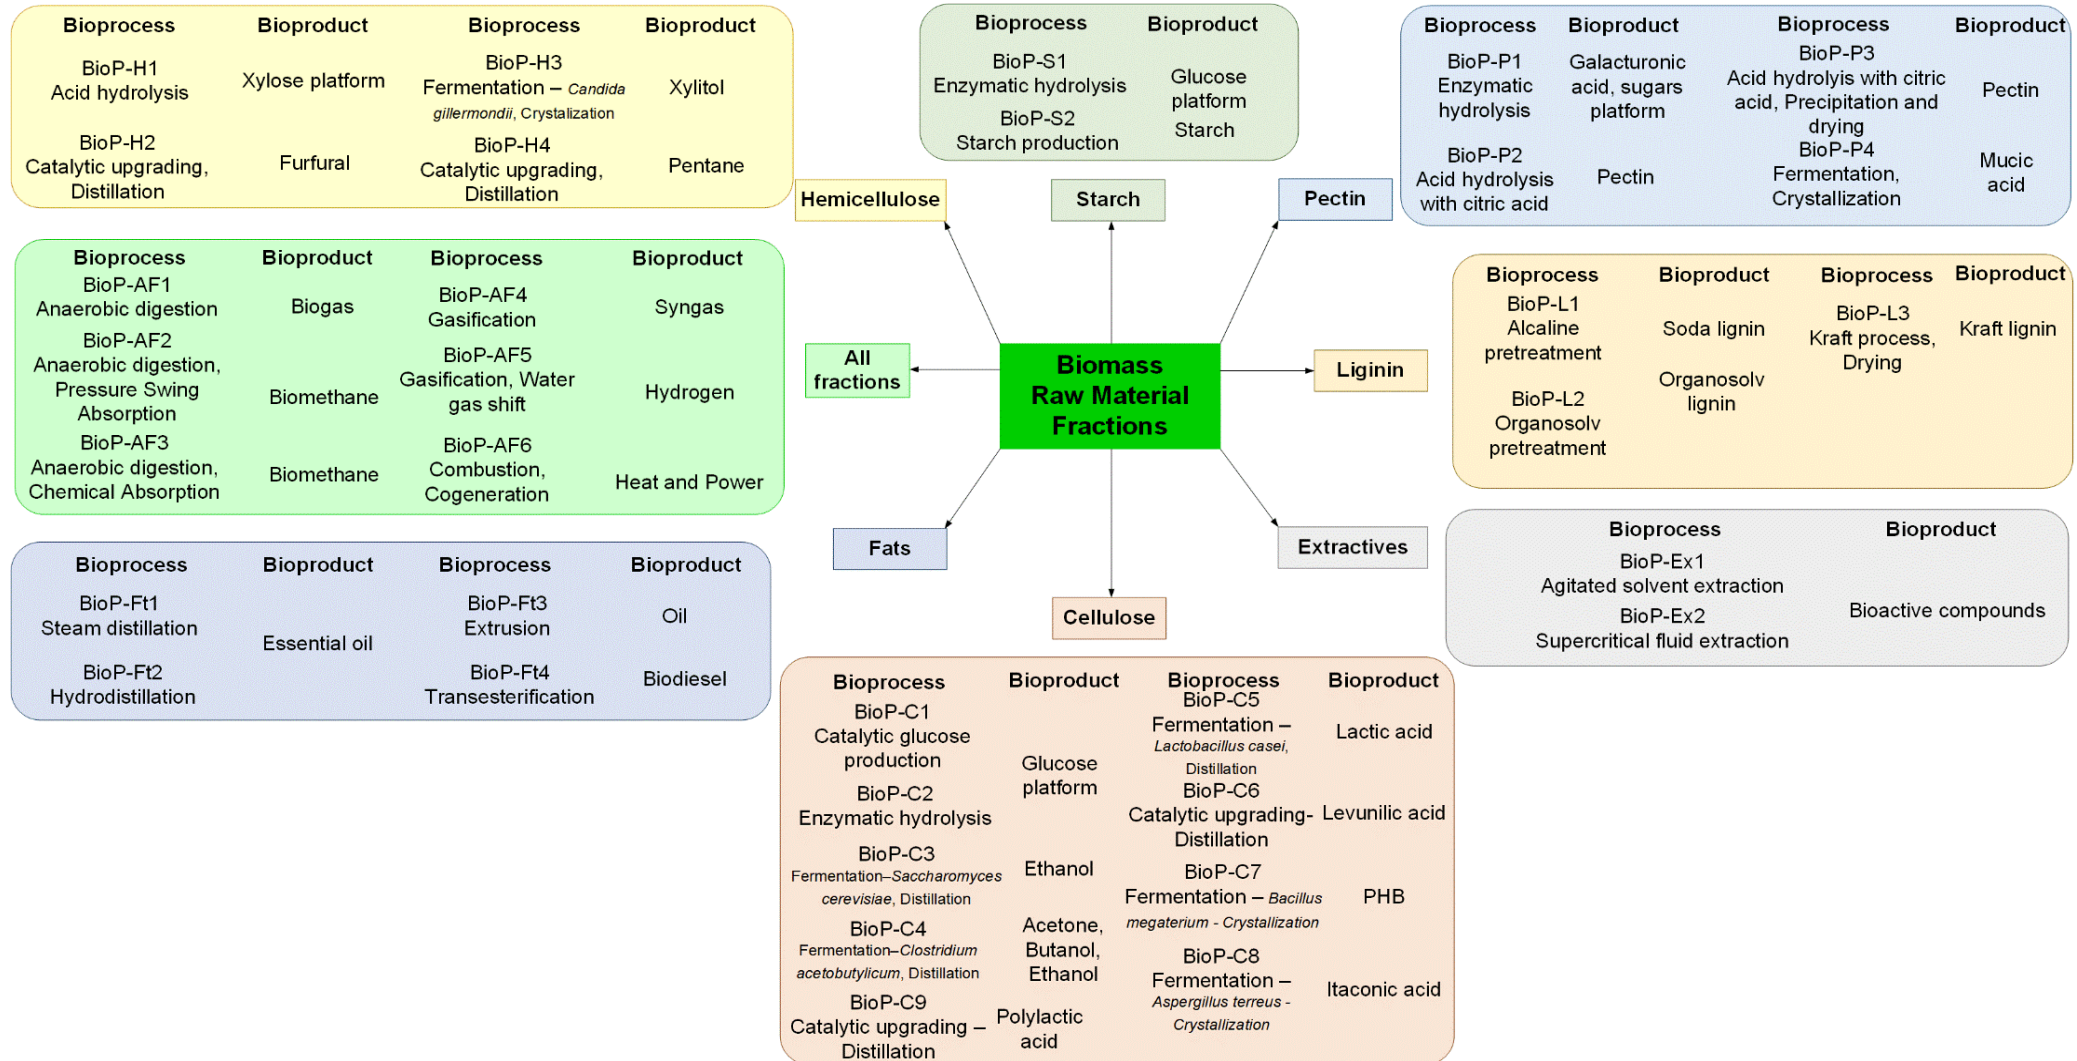 Bioprocess Bioproduct Bioprocess Bioproduct
BioP-H1
Acid hydrolysis
Xylose platform
BioP-H3
Fermentation – Candida
gillermondii, Crystalization
Xylitol
BioP-H2
Catalytic upgrading,
Distillation
Furfural
BioP-H4
Catalytic upgrading,
Distillation
Pentane
Bioprocess Bioproduct
BioP-S1
Enzymatic hydrolysis
Glucose
platform
BioP-S2
Starch production
Starch
Bioprocess Bioproduct Bioprocess Bioproduct
BioP-P1
Enzymatic
hydrolysis
Galacturonic
acid, sugars
platform
BioP-P3
Acid hydrolyis with citric
acid, Precipitation and
drying
Pectin
BioP-P2
Acid hydrolysis
with citric acid
Pectin
BioP-P4
Fermentation,
Crystallization
Mucic
acid
Hemicellulose
Starch
Pectin
Bioprocess Bioproduct Bioprocess Bioproduct
BioP-AF1
Anaerobic digestion
Biogas
BioP-AF4
Gasification
Syngas
BioP-AF2
Anaerobic digestion,
Pressure Swing
Absorption
Biomethane
BioP-AF5
Gasification, Water
gas shift
Hydrogen
BioP-AF3
Anaerobic digestion,
Chemical Absorption
Biomethane
BioP-AF6
Combustion,
Cogeneration
Heat and Power
All
fractions
Biomass
Raw Material
Fractions
Liginin
Bioprocess Bioproduct Bioprocess Bioproduct
BioP-L1
Alcaline
pretreatment
Soda lignin
BioP-L3
Kraft process,
Drying
Kraft lignin
BioP-L2
Organosolv
pretreatment
Organosolv
lignin
Fats
Extractives
Cellulose
Bioprocess Bioproduct
BioP-Ex1
Agitated solvent extraction
BioP-Ex2
Supercritical fluid extraction
Bioactive compounds
Bioprocess Bioproduct Bioprocess Bioproduct
BioP-Ft1
Steam distillation
Essential oil
BioP-Ft3
Extrusion
Oil
BioP-Ft2
Hydrodistillation
BioP-Ft4
Transesterification
Biodiesel
Bioprocess Bioproduct Bioprocess Bioproduct
BioP-C1
Catalytic glucose
production
Glucose
platform
BioP-C5
Fermentation –
Lactobacillus casei,
Distillation
Lactic acid
BioP-C2
Enzymatic hydrolysis
BioP-C6
Catalytic upgrading-
Distillation
Levunilic acid
BioP-C3
Fermentation–Saccharomyces
cerevisiae, Distillation
Ethanol
BioP-C7
Fermentation – Bacillus
megaterium - Crystallization
PHB
BioP-C4
Fermentation–Clostridium
acetobutylicum, Distillation
Acetone,
Butanol,
Ethanol
BioP-C8
Fermentation –
Aspergillus terreus -
Crystallization
Itaconic acid
BioP-C9
Catalytic upgrading –
Distillation
Polylactic
acid